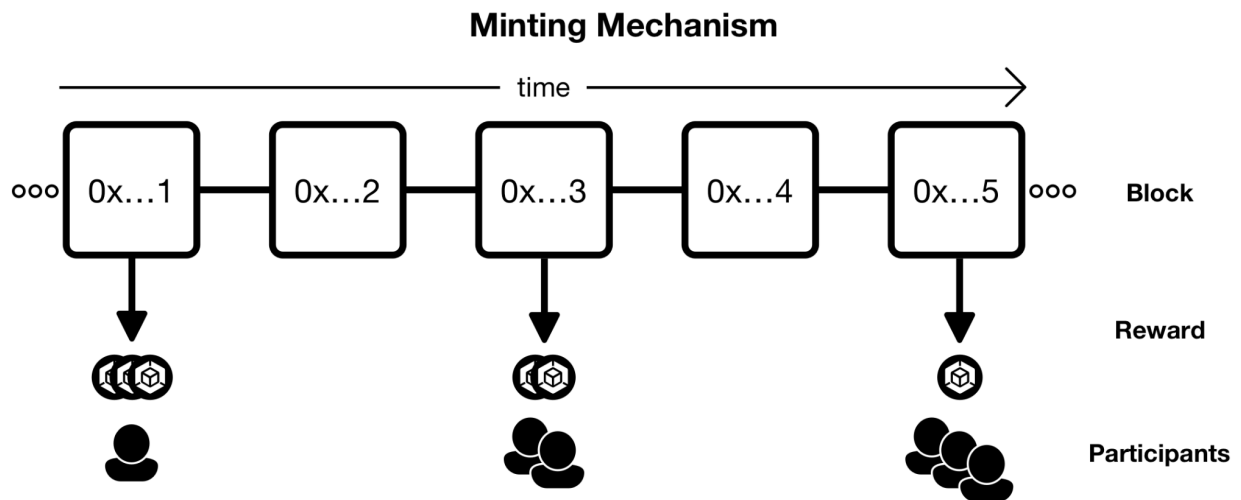 Minting Mechanism
time
0x...1 0x...2 0x...3 0x...4 0x...5 Block
Reward
Participants